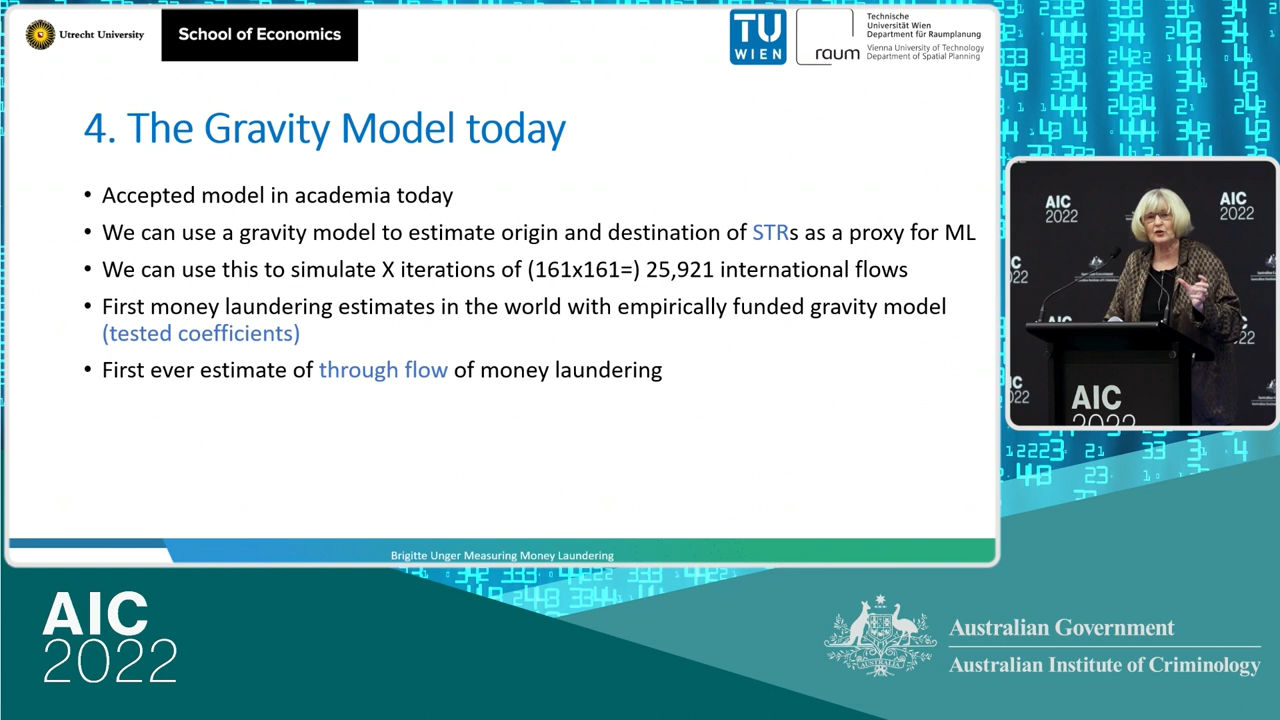 Utrecht University
School of Economics
TU
WIEN
raum
Technische
Universität Wien
Department für Raumplanung
Vienna University of Technology
Department of Spatial Planning
4. The Gravity Model today
• Accepted model in academia today
• We can use a gravity model to estimate origin and destination of STRs as a proxy for ML
• We can use this to simulate X iterations of (161x161=) 25,921 international flows
• First money laundering estimates in the world with empirically funded gravity model
(tested coefficients)
• First ever estimate of through flow of money laundering
Brigitte Unger Measuring Money Laundering
AIC
2022
AIC
2022
AIC
2022
AIC
2022
Australian Government
Australian Institute of Criminology